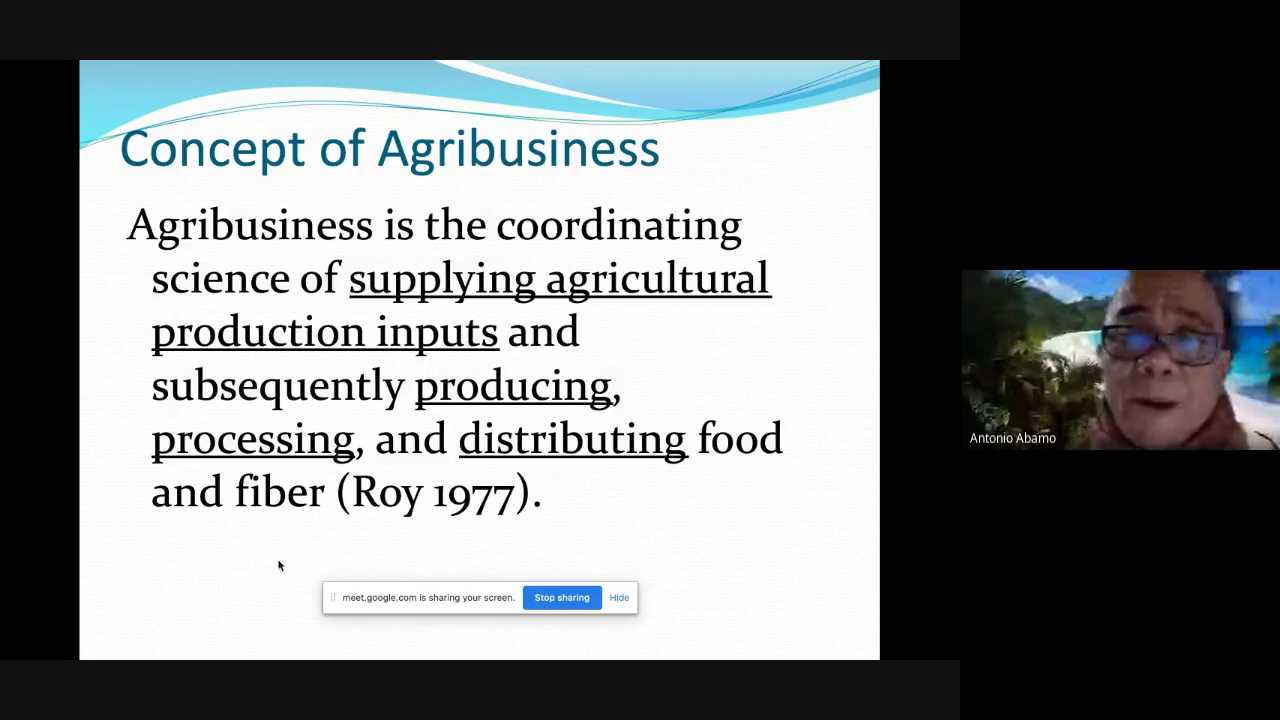 Concept of Agribusiness
Agribusiness is the coordinating
science of supplying agricultural
production inputs and
subsequently producing,
processing, and distributing food
and fiber (Roy 1977).
meet.google.com is sharing your screen. Stop sharing Hide
Antonio Abamo